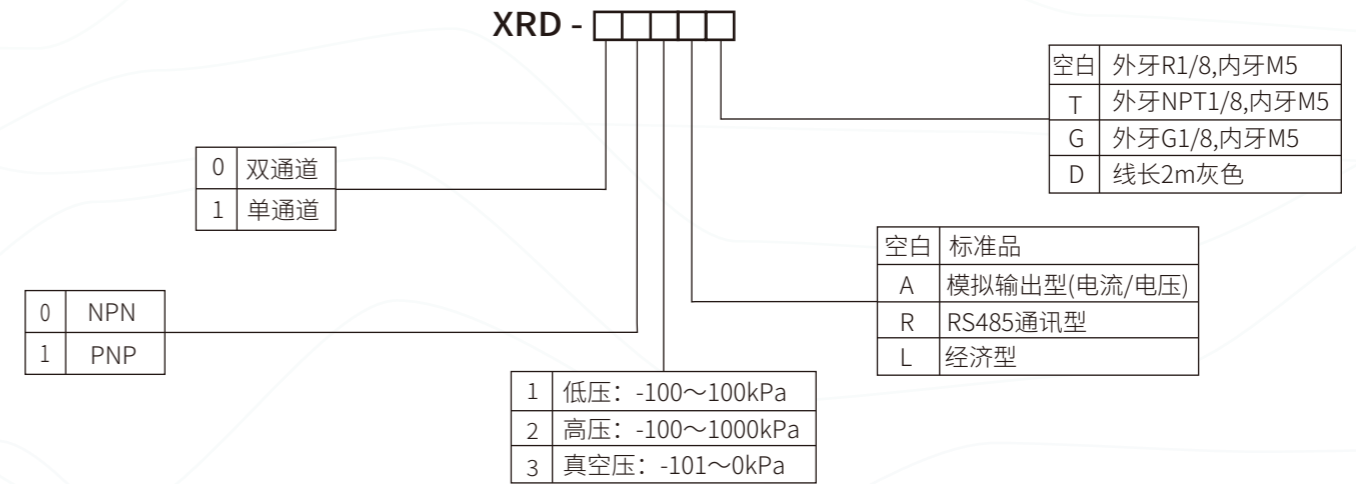 XRD -
空白 外牙R1/8,内牙M5
T 外牙NPT1/8,内牙M5
G 外牙G1/8,内牙M5
D 线长2m灰色
0 双通道
1 单通道
空白 标准品
A 模拟输出型(电流/电压)
R RS485通讯型
L 经济型
0 NPN
1 PNP
1 低压：-100～100kPa
2 高压：-100～1000kPa
3 真空压：-101～0kPa